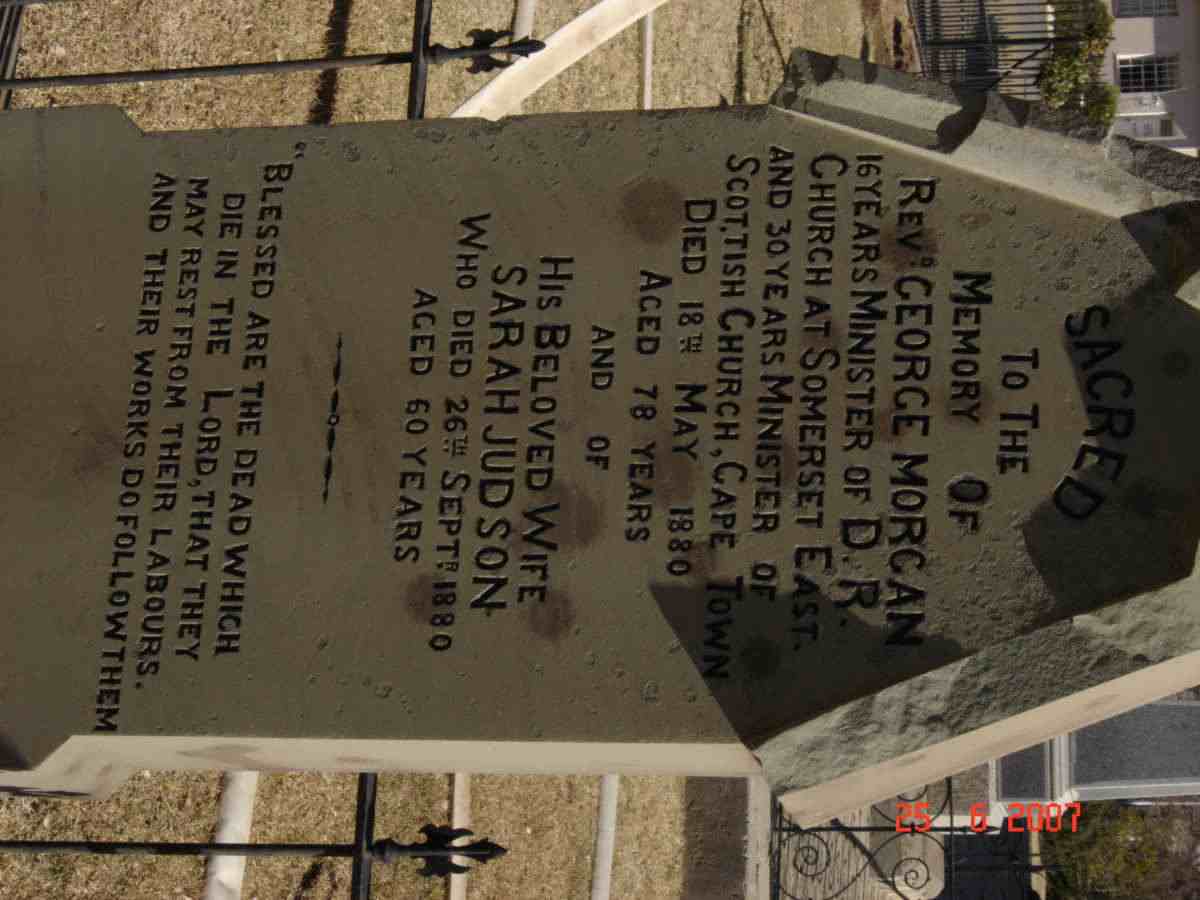 SACRED
TO THE
MEMORY OF
REVD. GEORGE MORGAN
16 YEARS MINISTER OF D. R.
CHURCH AT SOMERSET EAST.
AND 30 YEARS MINISTER OF
SCOTTISH CHURCH, CAPE TOWN
DIED 18TH MAY 1880
AGED 78 YEARS
AND OF
HIS BELOVED WIFE
SARAH JUDSON
WHO DIED 26TH SEPTR 1880
AGED 60 YEARS
"BLESSED ARE THE DEAD WHICH
DIE IN THE LORD, THAT THEY
MAY REST FROM THEIR LABOURS.
AND THEIR WORKS DO FOLLOW THEM
25 6 2007